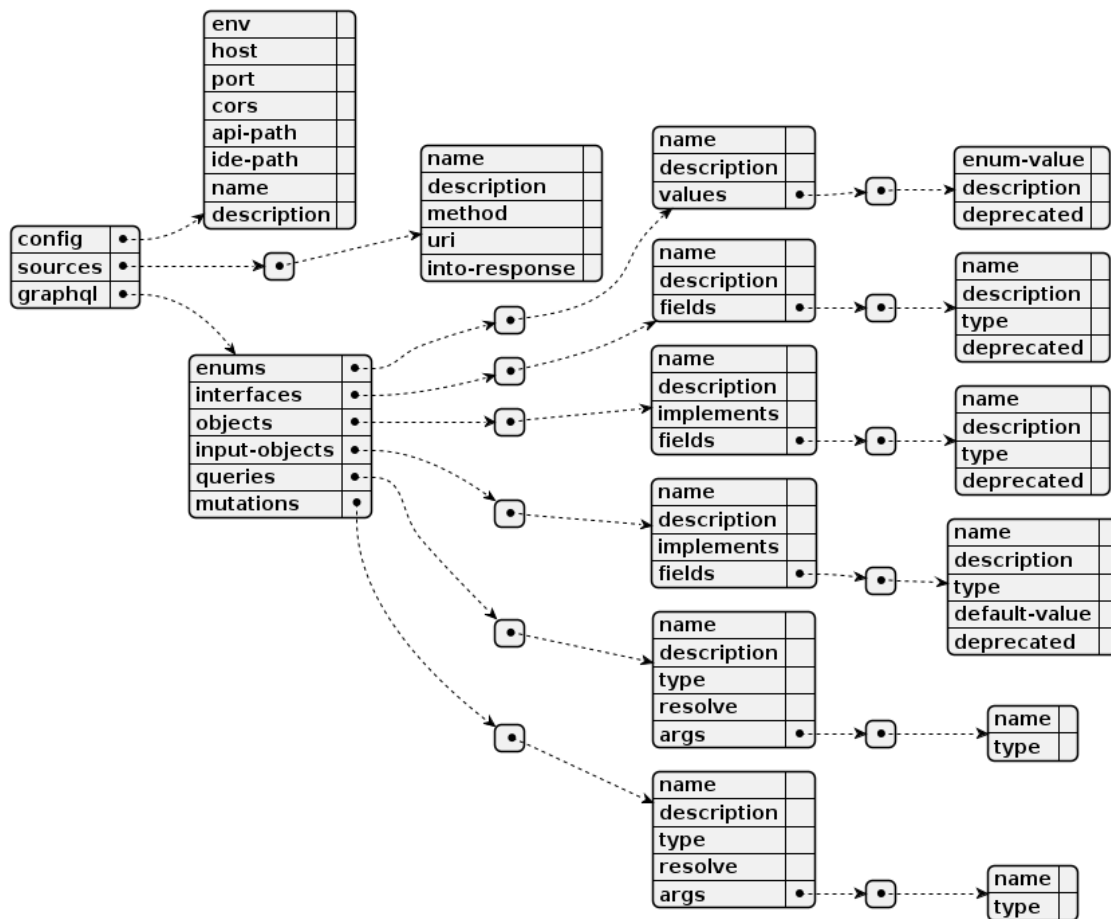 config
sources
graphql
env
host
port
cors
api-path
ide-path
name
description
name
description
method
uri
into-response
enums
interfaces
objects
input-objects
queries
mutations
name
description
values
enum-value
description
deprecated
name
description
fields
name
description
type
deprecated
name
description
implements
fields
name
description
type
deprecated
name
description
implements
fields
name
description
type
default-value
deprecated
name
description
type
resolve
args
name
type
name
description
type
resolve
args
name
type